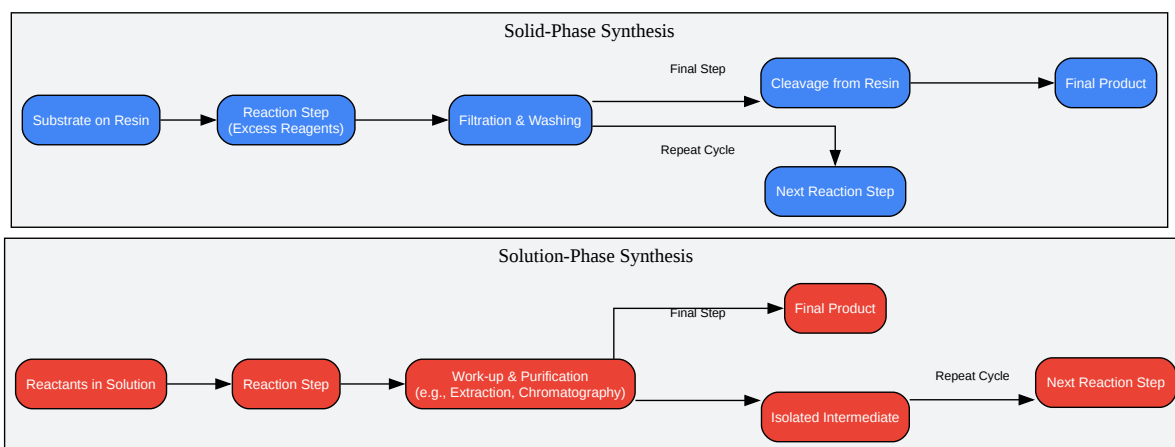 Solid-Phase Synthesis
Final Step
Cleavage from Resin
Final Product
Substrate on Resin
Reaction Step
(Excess Reagents)
Filtration & Washing
Repeat Cycle
Next Reaction Step
Solution-Phase Synthesis
Final Product
Final Step
Reactants in Solution
Reaction Step
Work-up & Purification
(e.g., Extraction, Chromatography)
Repeat Cycle
Next Reaction Step
Isolated Intermediate